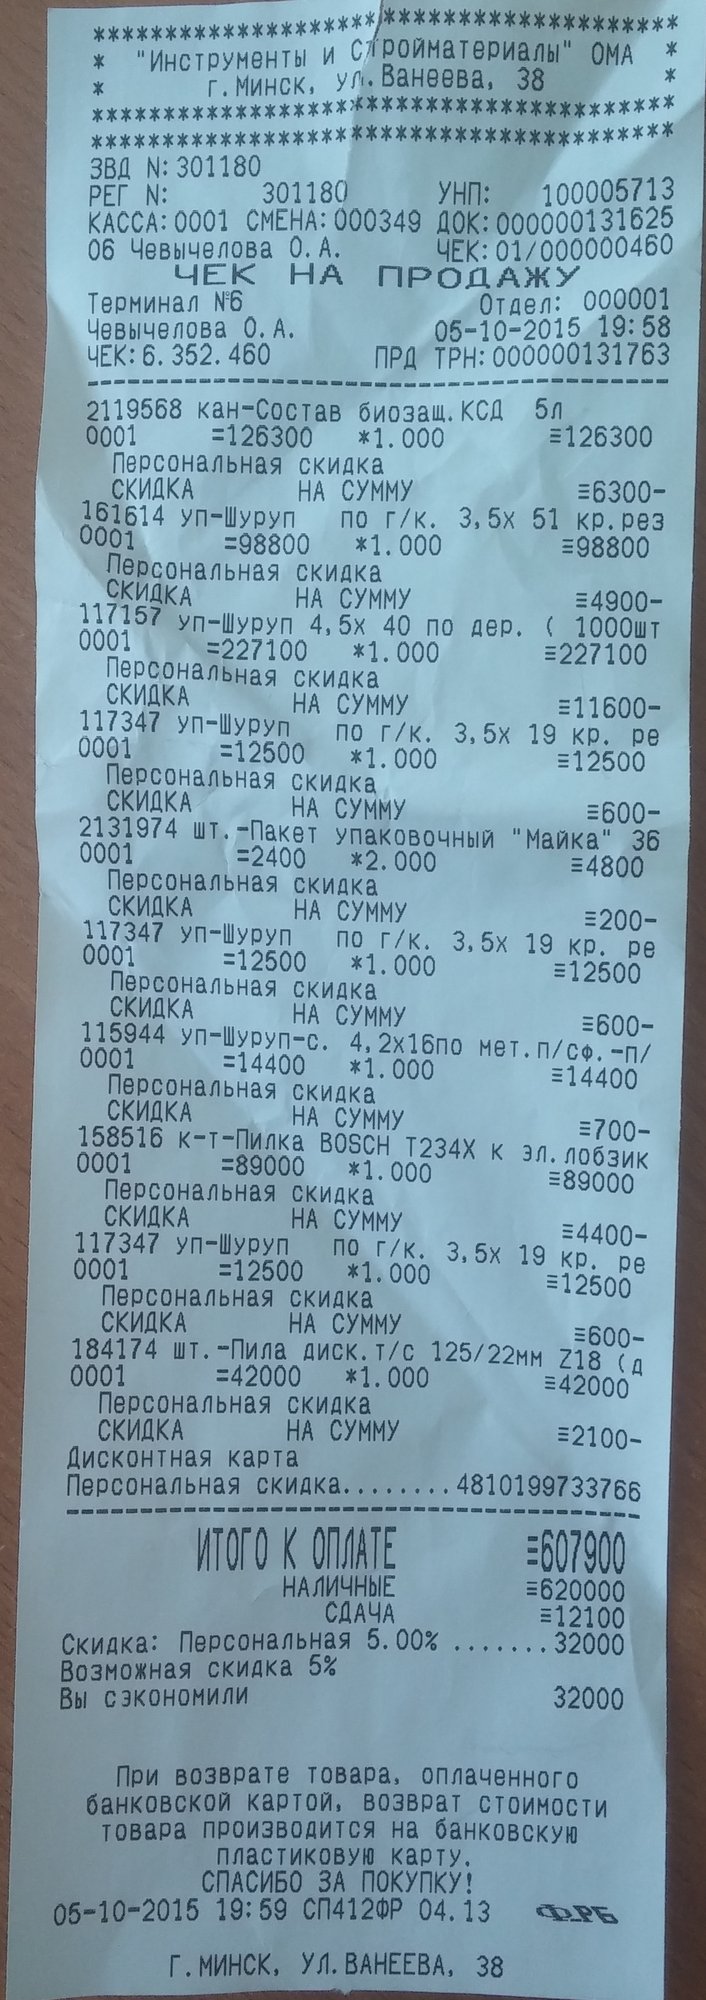 ****************************************
* "Инструменты и Стройматериалы" ОМА *
* г.Минск, ул.Ванеева, 38 *
****************************************
****************************************
ЗВД N: 301180
РЕГ N: 301180 УНП: 100005713
КАССА: 0001 СМЕНА: 000349 ДОК: 000000131625
06 Чевычелова О.А. ЧЕК: 01/000000460
ЧЕК НА ПРОДАЖУ
Терминал №6 Отдел: 000001
Чевычелова О.А. 05-10-2015 19:58
ЧЕК: 6.352.460 ПРД ТРН: 000000131763
----------------------------------------
2119568 кан-Состав биозащ.КСД 5л
0001 =126300 *1.000 ≡126300
Персональная скидка
СКИДКА НА СУММУ ≡6300-
161614 уп-Шуруп по г/к. 3,5х 51 кр.рез
0001 =98800 *1.000 ≡98800
Персональная скидка
СКИДКА НА СУММУ ≡4900-
117157 уп-Шуруп 4,5х 40 по дер. ( 1000шт
0001 =227100 *1.000 ≡227100
Персональная скидка
СКИДКА НА СУММУ ≡11600-
117347 уп-Шуруп по г/к. 3,5х 19 кр. ре
0001 =12500 *1.000 ≡12500
Персональная скидка
СКИДКА НА СУММУ ≡600-
2131974 шт.-Пакет упаковочный "Майка" 36
0001 =2400 *2.000 ≡4800
Персональная скидка
СКИДКА НА СУММУ ≡200-
117347 уп-Шуруп по г/к. 3,5х 19 кр. ре
0001 =12500 *1.000 ≡12500
Персональная скидка
СКИДКА НА СУММУ ≡600-
115944 уп-Шуруп-с. 4,2х16по мет.п/сф.-п/
0001 =14400 *1.000 ≡14400
Персональная скидка
СКИДКА НА СУММУ ≡700-
158516 к-т-Пилка BOSCH T234X к эл.лобзик
0001 =89000 *1.000 ≡89000
Персональная скидка
СКИДКА НА СУММУ ≡4400-
117347 уп-Шуруп по г/к. 3,5х 19 кр. ре
0001 =12500 *1.000 ≡12500
Персональная скидка
СКИДКА НА СУММУ ≡600-
184174 шт.-Пила диск.т/с 125/22мм Z18 (д
0001 =42000 *1.000 ≡42000
Персональная скидка
СКИДКА НА СУММУ ≡2100-
Дисконтная карта
Персональная скидка........4810199733766
----------------------------------------
ИТОГО К ОПЛАТЕ ≡607900
НАЛИЧНЫЕ ≡620000
СДАЧА ≡12100
Скидка: Персональная 5.00% .......32000
Возможная скидка 5%
Вы сэкономили 32000
При возврате товара, оплаченного
банковской картой, возврат стоимости
товара производится на банковскую
пластиковую карту.
СПАСИБО ЗА ПОКУПКУ!
05-10-2015 19:59 СП412ФР 04.13 ФРБ
Г.МИНСК, УЛ.ВАНЕЕВА, 38